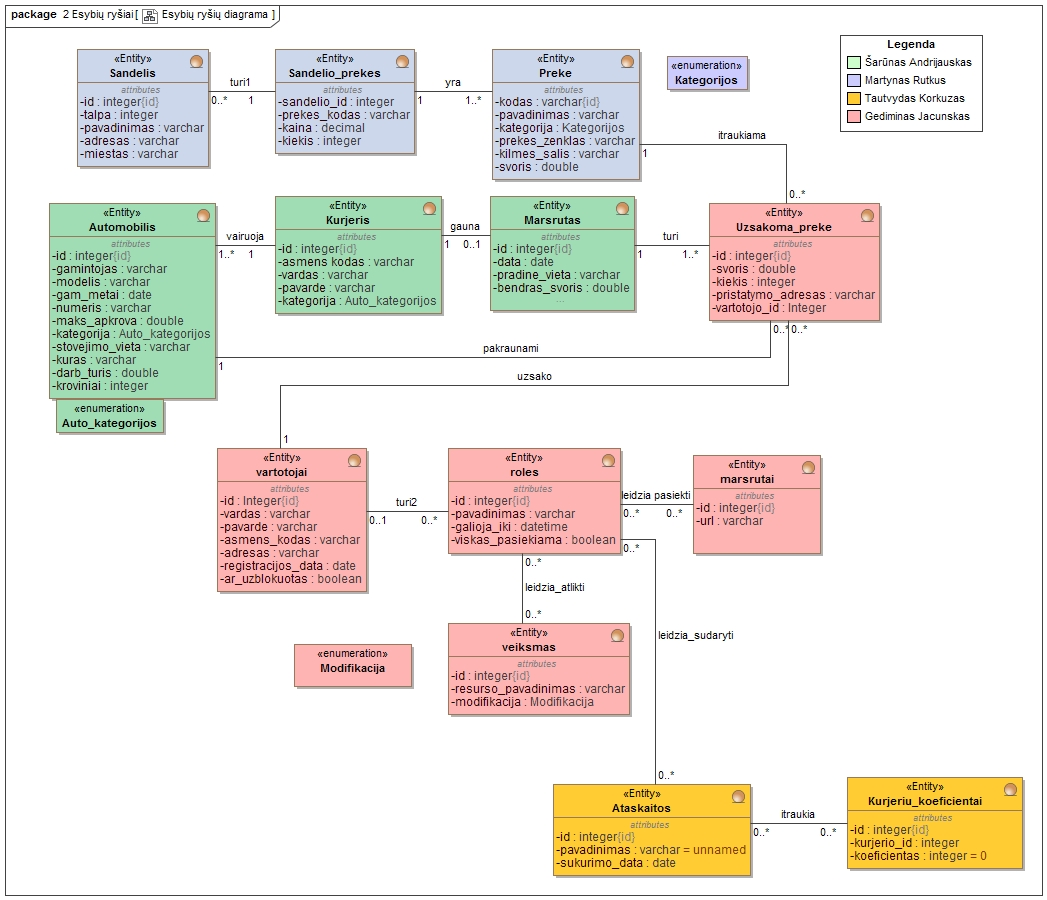 package 2 Esybių ryšiai[ Esybių ryšių diagrama ]
«Entity»
Sandelis
attributes
-id : integer{id}
-talpa : integer
-pavadinimas : varchar
-adresas : varchar
-miestas : varchar
turi1
0..*
1
«Entity»
Sandelio_prekes
attributes
-sandelio_id : integer
-prekes_kodas : varchar
-kaina : decimal
-kiekis : integer
yra
1
1..*
«Entity»
Preke
attributes
-kodas : varchar{id}
-pavadinimas : varchar
-kategorija : Kategorijos
-prekes_zenklas : varchar
-kilmes_salis : varchar
-svoris : double
«enumeration»
Kategorijos
Legenda
Šarūnas Andrijauskas
Martynas Rutkus
Tautvydas Korkuzas
Gediminas Jacunskas
itraukiama
1
0..*
«Entity»
Automobilis
attributes
-id : integer{id}
-gamintojas : varchar
-modelis : varchar
-gam_metai : date
-numeris : varchar
-maks_apkrova : double
-kategorija : Auto_kategorijos
-stovejimo_vieta : varchar
-kuras : varchar
-darb_turis : double
-kroviniai : integer
«enumeration»
Auto_kategorijos
vairuoja
1..*
1
«Entity»
Kurjeris
attributes
-id : integer{id}
-asmens kodas : varchar
-vardas : varchar
-pavarde : varchar
-kategorija : Auto_kategorijos
gauna
1
0..1
«Entity»
Marsrutas
attributes
-id : integer{id}
-data : date
-pradine_vieta : varchar
-bendras_svoris : double
...
turi
1
1..*
«Entity»
Uzsakoma_preke
attributes
-id : integer{id}
-svoris : double
-kiekis : integer
-pristatymo_adresas : varchar
-vartotojo_id : Integer
0..*
0..*
pakraunami
1
uzsako
1
«Entity»
vartotojai
attributes
-id : Integer{id}
-vardas : varchar
-pavarde : varchar
-asmens_kodas : varchar
-adresas : varchar
-registracijos_data : date
-ar_uzblokuotas : boolean
turi2
0..1
0..*
«Entity»
roles
attributes
-id : integer{id}
-pavadinimas : varchar
-galioja_iki : datetime
-viskas_pasiekiama : boolean
leidzia pasiekti
0..*
0..*
«Entity»
marsrutai
attributes
-id : integer{id}
-url : varchar
0..*
leidzia_atlikti
0..*
0..*
leidzia_sudaryti
0..*
«enumeration»
Modifikacija
«Entity»
veiksmas
attributes
-id : integer{id}
-resurso_pavadinimas : varchar
-modifikacija : Modifikacija
«Entity»
Ataskaitos
attributes
-id : integer{id}
-pavadinimas : varchar = unnamed
-sukurimo_data : date
itraukia
0..*
0..*
«Entity»
Kurjeriu_koeficientai
attributes
-id : integer{id}
-kurjerio_id : integer
-koeficientas : integer = 0